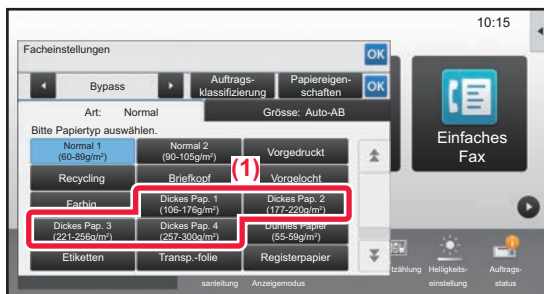 10:15
Facheinstellungen
OK
Bypass
Auftrags-
klassifizierung
Papiereigen-
schaften
OK
Art: Normal
Grösse: Auto-AB
Bitte Papiertyp auswählen.
Normal 1
(60-89g/m²)
Normal 2
(90-105g/m²)
Vorgedruckt
Recycling
Briefkopf
(1)
Vorgelocht
Farbig
Dickes Pap. 1
(106-176g/m²)
Dickes Pap. 2
(177-220g/m²)
Dickes Pap. 3
(221-256g/m²)
Dickes Pap. 4
(257-300g/m²)
Dünnes Papier
(55-59g/m²)
Etiketten
Transp.-folie
Registerpapier
Einfaches
Fax
tzählung
Helligkeits-
einstellung
Auftrags-
status
sanleitung
Anzeigemodus